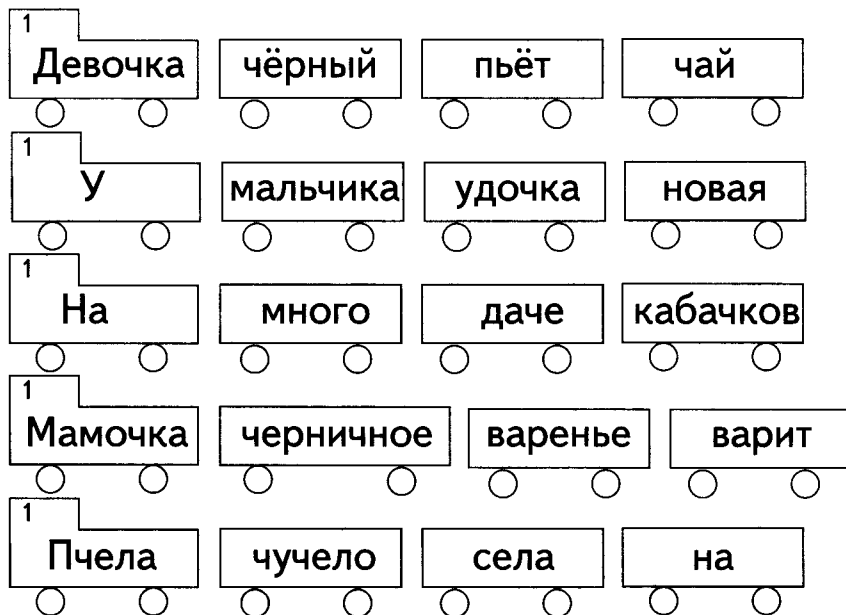 1
Девочка чёрный пьёт чай
1
У мальчика удочка новая
1
На много даче кабачков
1
Мамочка черничное варенье варит
1
Пчела чучело села на